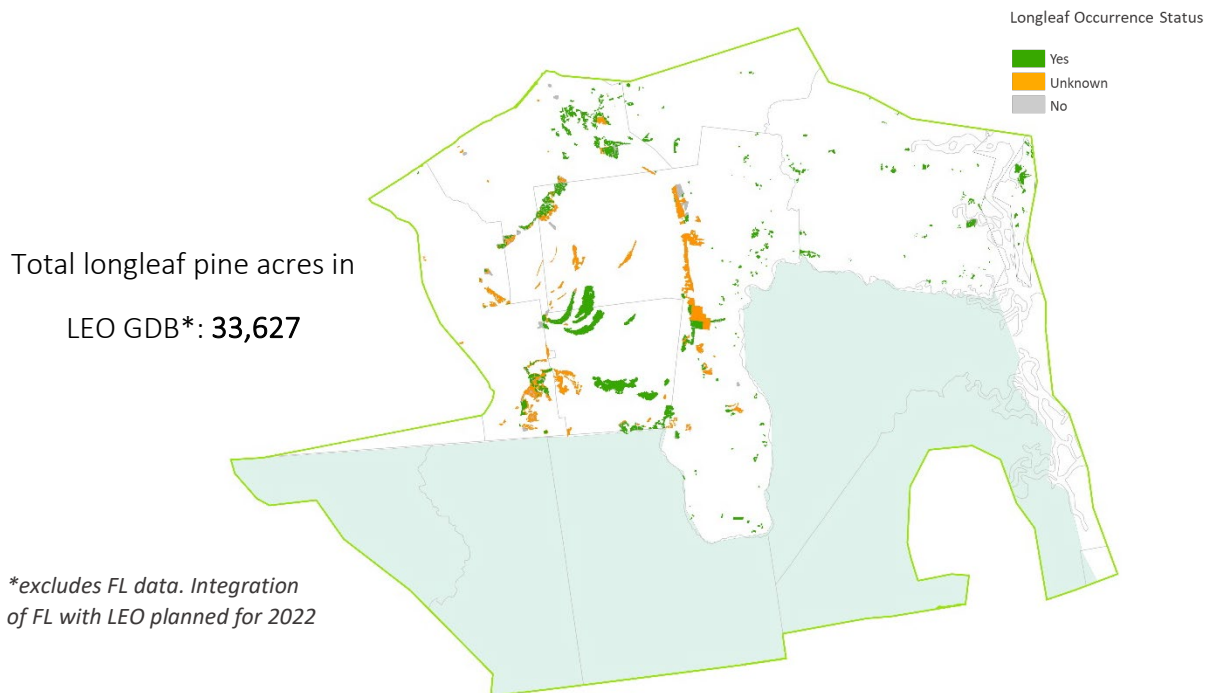 Longleaf Occurrence Status
Yes
Unknown
No
Total longleaf pine acres in
LEO GDB*: 33,627
*excludes FL data. Integration
of FL with LEO planned for 2022